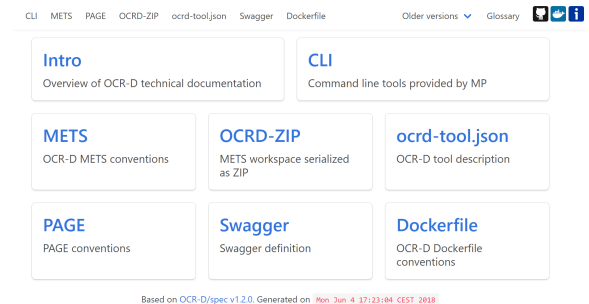 CLI METS PAGE OCRD-ZIP ocrd-tool.json Swagger Dockerfile Older versions Glossary
Intro
Overview of OCR-D technical documentation
CLI
Command line tools provided by MP
METS
OCR-D METS conventions
OCRD-ZIP
METS workspace serialized
as ZIP
ocrd-tool.json
OCR-D tool description
PAGE
PAGE conventions
Swagger
Swagger definition
Dockerfile
OCR-D Dockerfile
conventions
Based on OCR-D/spec v1.2.0. Generated on Mon Jun 4 17:23:04 CEST 2018